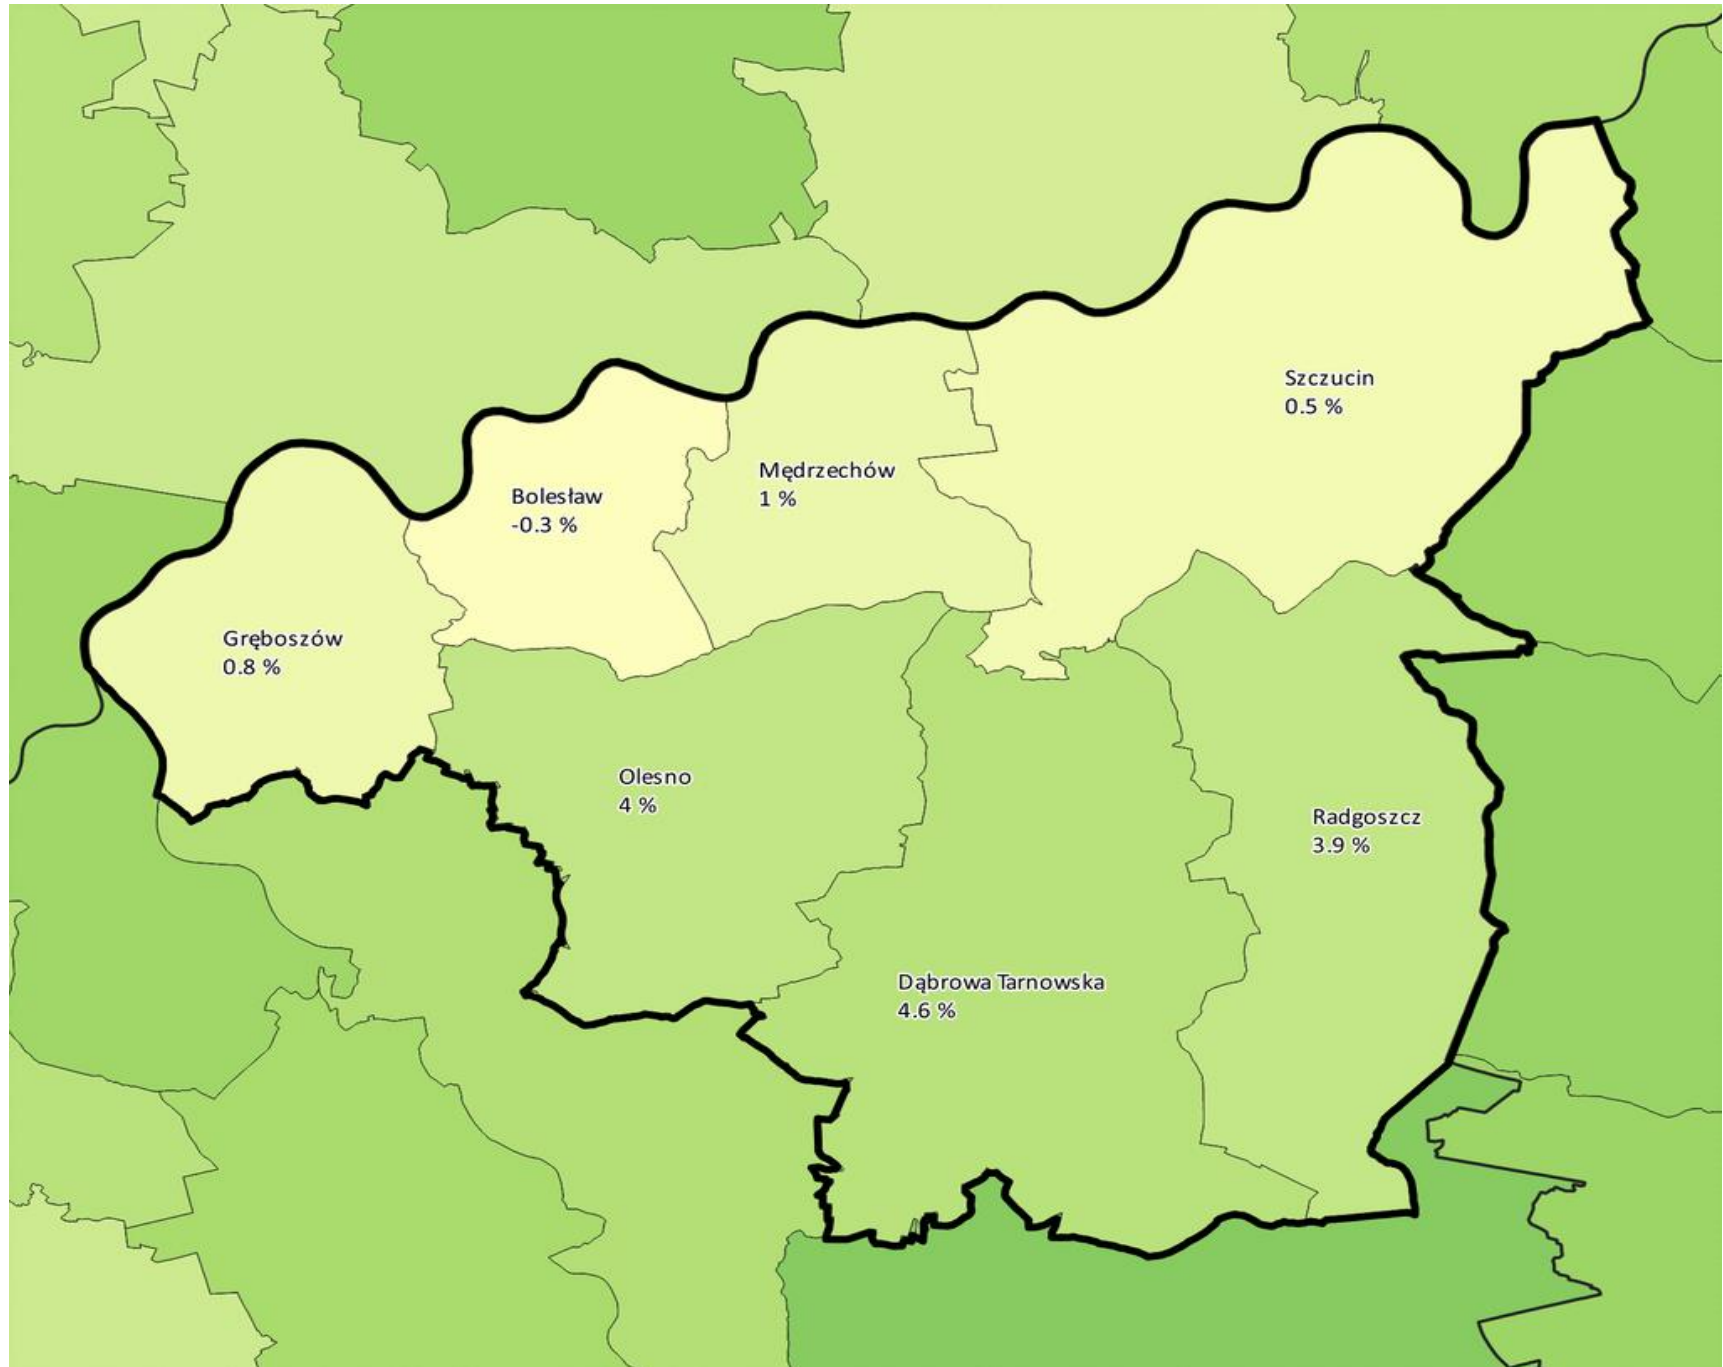 Szczucin
0.5 %
Mędrzechów
1 %
Bolesław
-0.3 %
Gręboszów
0.8 %
Olesno
4 %
Radgoszcz
3.9 %
Dąbrowa Tarnowska
4.6 %